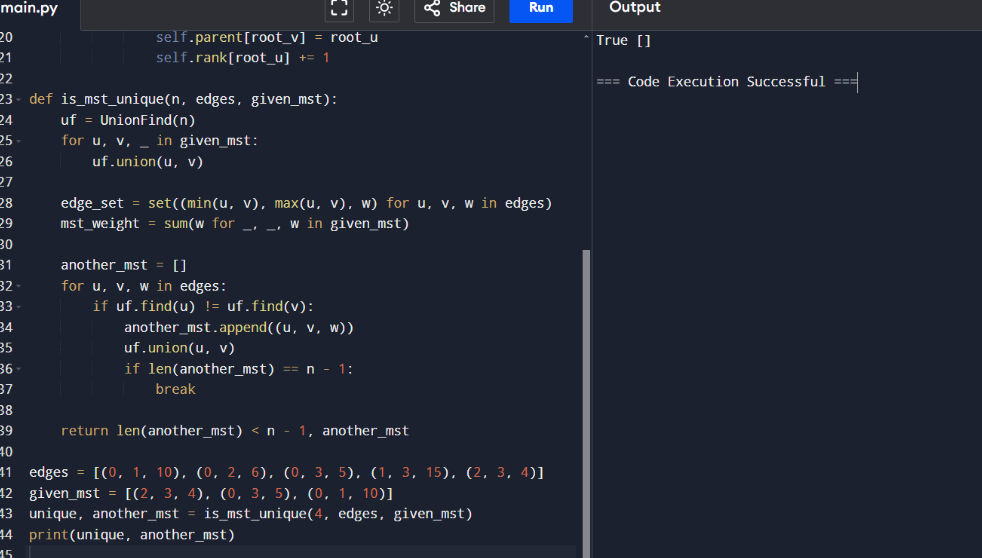 main.py
Share
Run
Output
20 self.parent[root_v] = root_u
21 self.rank[root_u] += 1
22
23 def is_mst_unique(n, edges, given_mst):
24 uf = UnionFind(n)
25 for u, v, _ in given_mst:
26 uf.union(u, v)
27
28 edge_set = set((min(u, v), max(u, v), w) for u, v, w in edges)
29 mst_weight = sum(w for _, _, w in given_mst)
30
31 another_mst = []
32 for u, v, w in edges:
33 if uf.find(u) != uf.find(v):
34 another_mst.append((u, v, w))
35 uf.union(u, v)
36 if len(another_mst) == n - 1:
37 break
38
39 return len(another_mst) < n - 1, another_mst
40
41 edges = [(0, 1, 10), (0, 2, 6), (0, 3, 5), (1, 3, 15), (2, 3, 4)]
42 given_mst = [(2, 3, 4), (0, 3, 5), (0, 1, 10)]
43 unique, another_mst = is_mst_unique(4, edges, given_mst)
44 print(unique, another_mst)
45
True []
=== Code Execution Successful ===